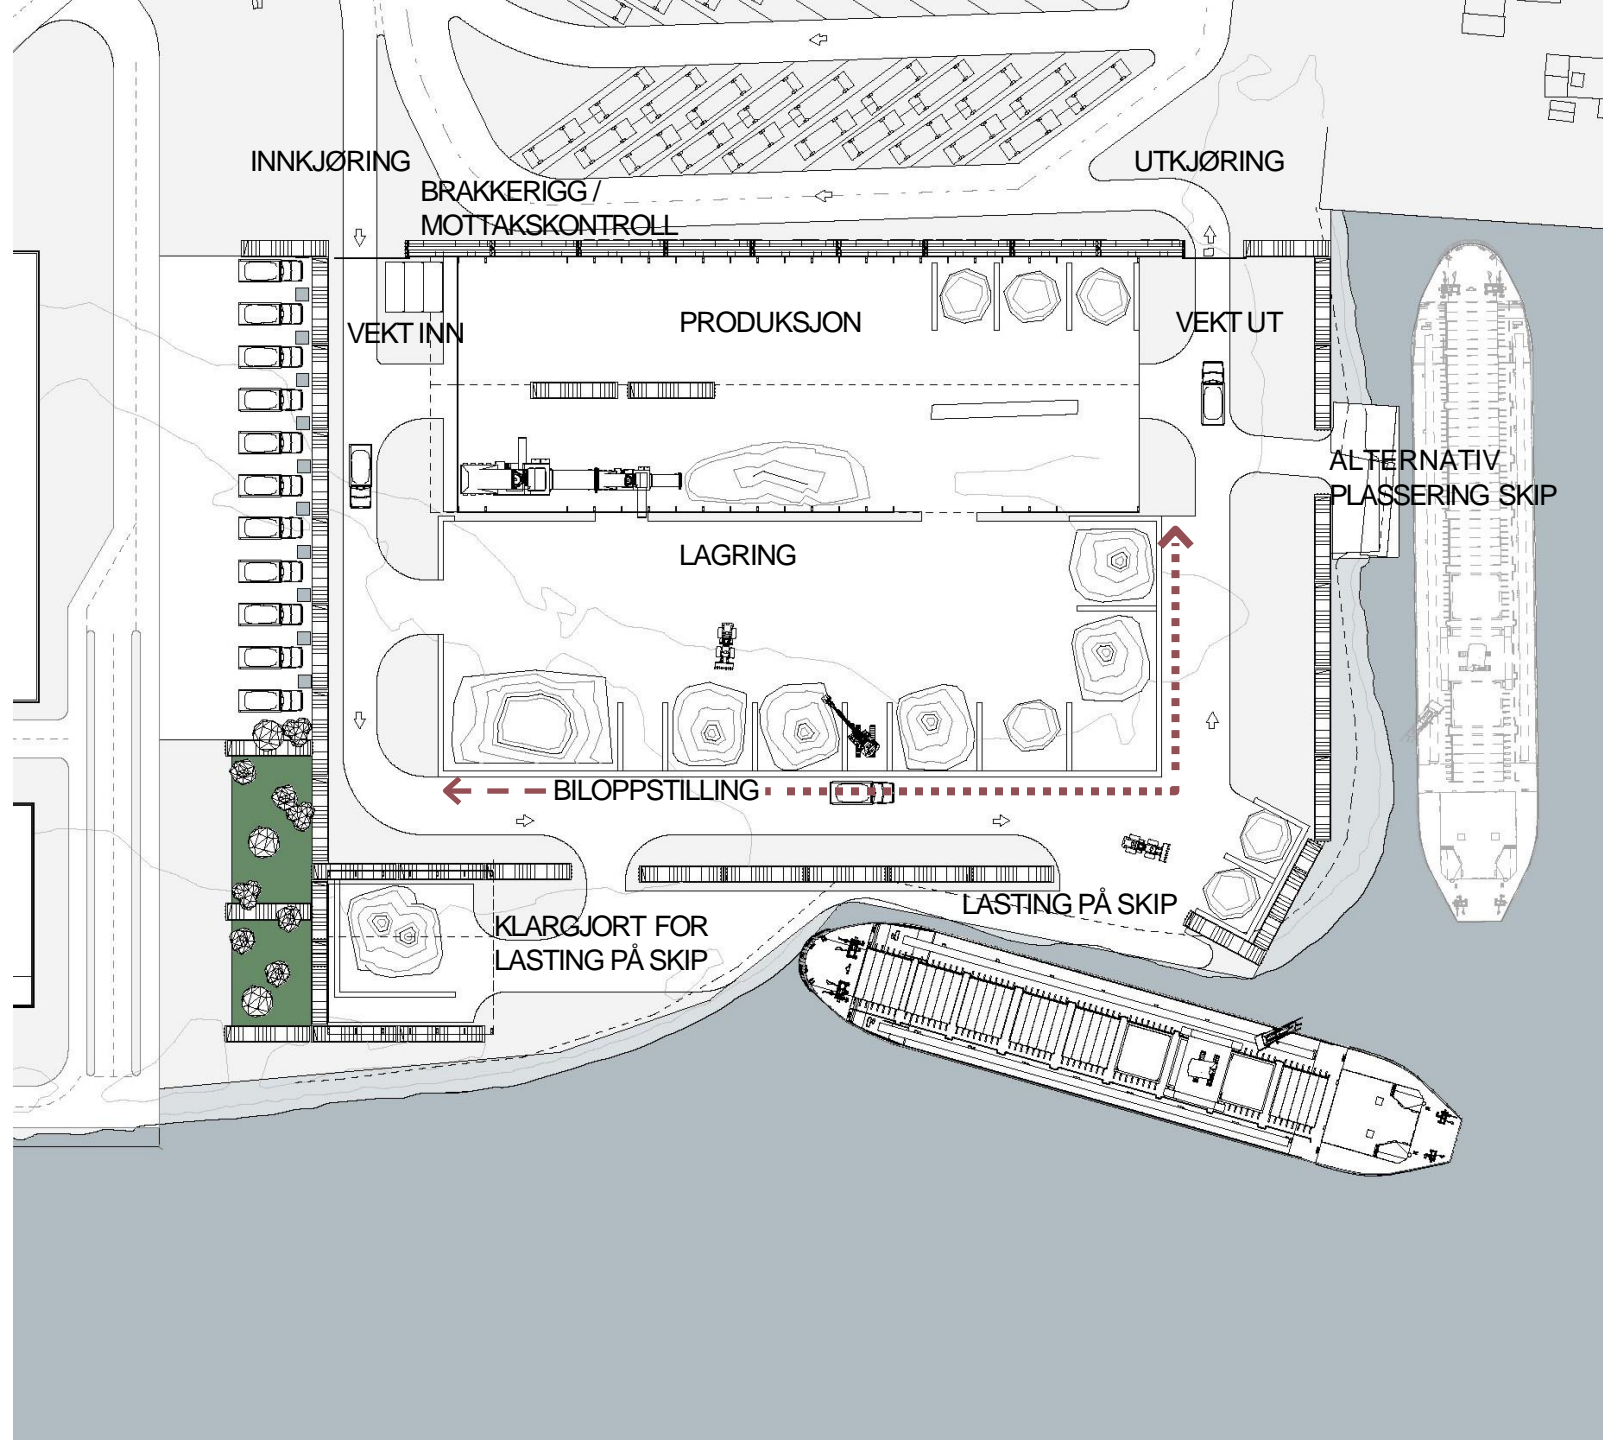 INNKJØRING
UTKJØRING
BRAKKERIGG /
MOTTAKSKONTROLL
VEKT INN
PRODUKSJON
VEKT UT
ALTERNATIV
PLASSERING SKIP
LAGRING
BILOPPSTILLING
LASTING PÅ SKIP
KLARGJORT FOR
LASTING PÅ SKIP